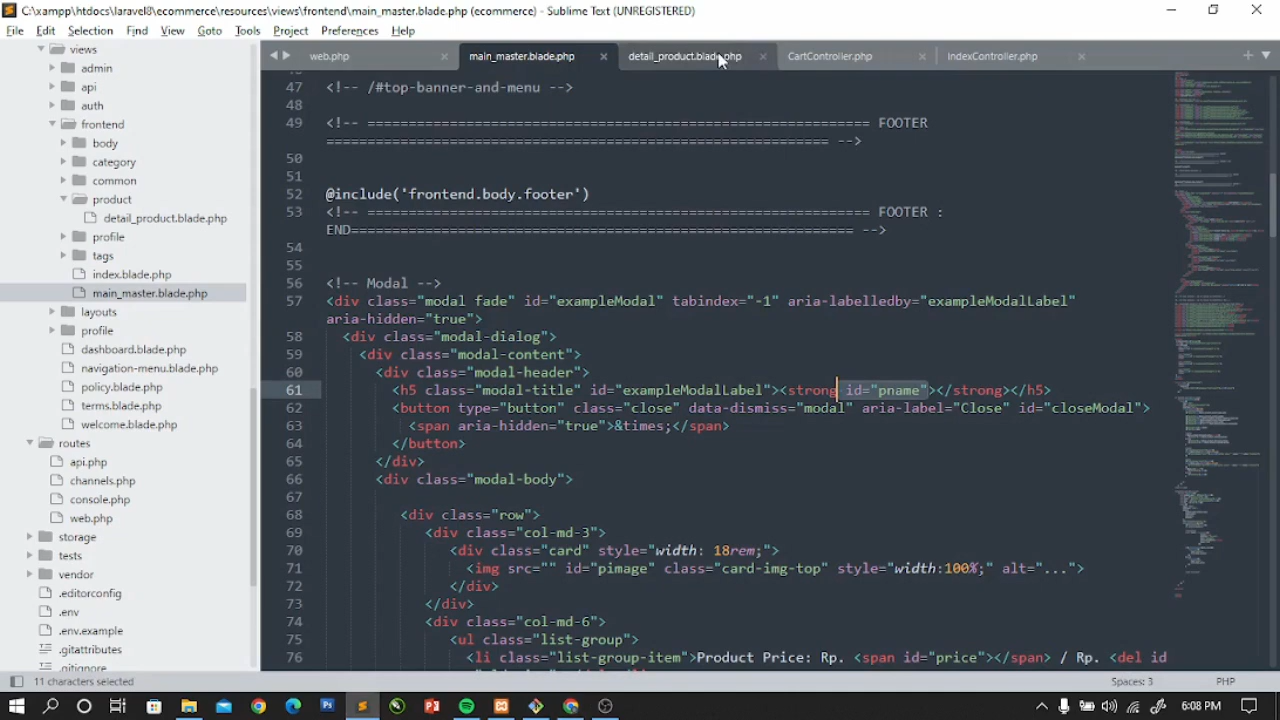 C:\xampp\htdocs\laravel8\ecommerce\resources\views\frontend\main_master.blade.php (ecommerce) - Sublime Text (UNREGISTERED)
File Edit Selection Find View Goto Tools Project Preferences Help
web.php main_master.blade.php detail_product.blade.php CartController.php IndexController.php
views
admin
api
auth
frontend
body
category
common
product
detail_product.blade.php
profile
tags
index.blade.php
main_master.blade.php
layouts
profile
dashboard.blade.php
navigation-menu.blade.php
policy.blade.php
terms.blade.php
welcome.blade.php
routes
api.php
channels.php
console.php
web.php
storage
tests
vendor
.editorconfig
.env
.env.example
.gitattributes
.gitignore
47 <!-- /#top-banner-and-menu -->
48
49 <!-- ============================================================= FOOTER
============================================================= -->
50
51
52 @include('frontend.body.footer')
53 <!-- ============================================================= FOOTER :
END============================================================= -->
54
55
56 <!-- Modal -->
57 <div class="modal fade" id="exampleModal" tabindex="-1" aria-labelledby="exampleModalLabel"
aria-hidden="true">
58 <div class="modal-dialog">
59 <div class="modal-content">
60 <div class="modal-header">
61 <h5 class="modal-title" id="exampleModalLabel"><strong id="pname"></strong></h5>
62 <button type="button" class="close" data-dismiss="modal" aria-label="Close" id="closeModal">
63 <span aria-hidden="true">&times;</span>
64 </button>
65 </div>
66 <div class="modal-body">
67
68 <div class="row">
69 <div class="col-md-3">
70 <div class="card" style="width: 18rem;">
71 <img src="" id="pimage" class="card-img-top" style="width:100%;" alt="...">
72 </div>
73 </div>
74 <div class="col-md-6">
75 <ul class="list-group">
76 <li class="list-group-item">Product Price: Rp. <span id="price"></span> / Rp. <del id
11 characters selected Spaces: 3 PHP
6:08 PM